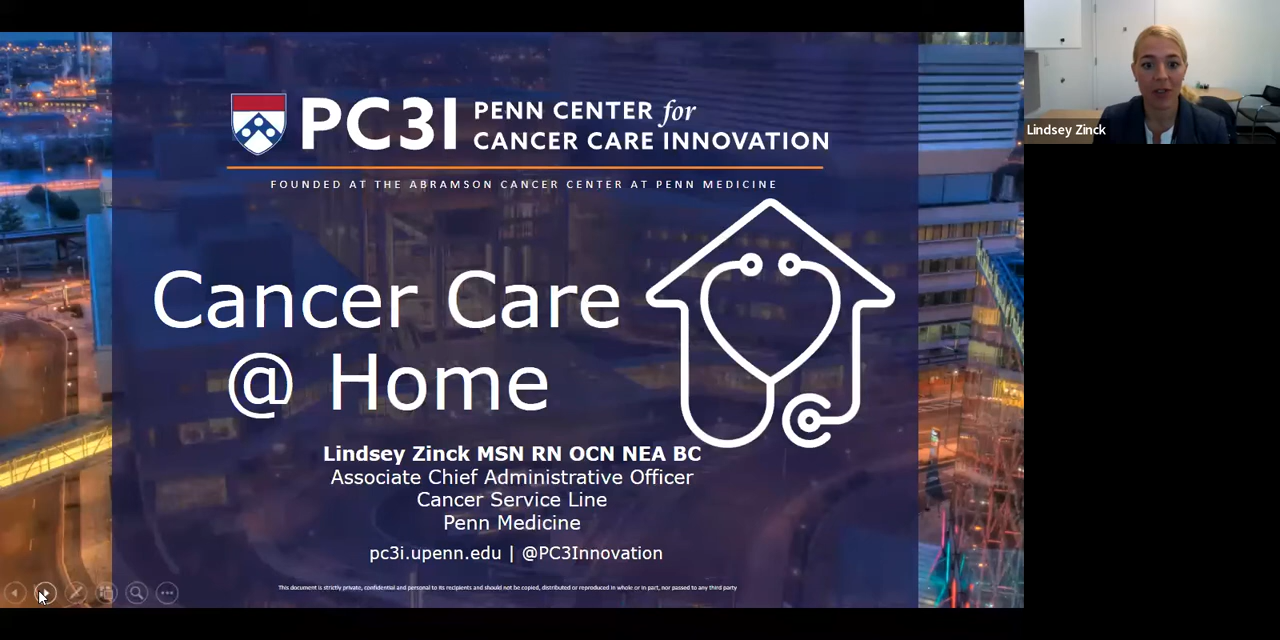 PC3I PENN CENTER for
CANCER CARE INNOVATION
FOUNDED AT THE ABRAMSON CANCER CENTER AT PENN MEDICINE
Cancer Care
@ Home
Lindsey Zinck MSN RN OCN NEA BC
Associate Chief Administrative Officer
Cancer Service Line
Penn Medicine
pc3i.upenn.edu | @PC3Innovation
This document is strictly private, confidential and personal to its recipients and should not be copied, distributed or reproduced in whole or in part, nor passed to any third party
Lindsey Zinck